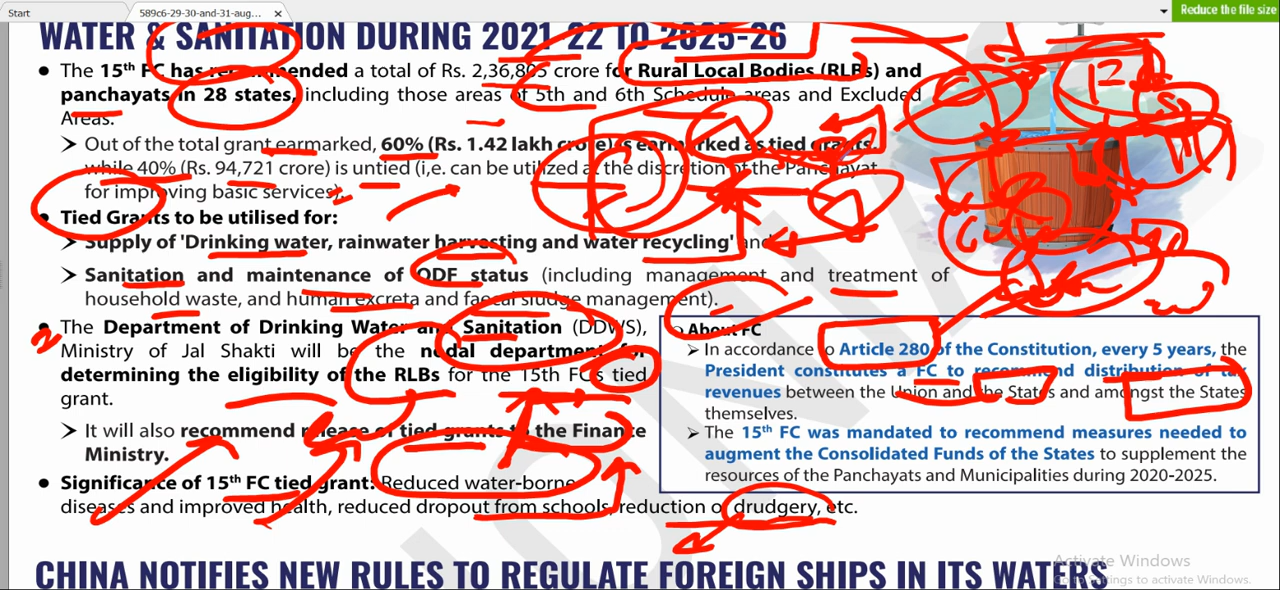 Start
589c6-29-30-and-31-aug...
Reduce the file size
WATER & SANITATION DURING 2021-22 TO 2025-26
● The 15th FC has recommended a total of Rs. 2,36,805 crore for Rural Local Bodies (RLBs) and
panchayats in 28 states, including those areas of 5th and 6th Schedule areas and Excluded
Areas.
➤ Out of the total grant earmarked, 60% (Rs. 1.42 lakh crore) is earmarked as tied grants,
while 40% (Rs. 94,721 crore) is untied (i,e. can be utilized at the discretion of the Panchayat
for improving basic services).
● Tied Grants to be utilised for:
➤ Supply of 'Drinking water, rainwater harvesting and water recycling' and
➤ Sanitation and maintenance of ODF status (including management and treatment of
household waste, and human excreta and faecal sludge management).
● The Department of Drinking Water and Sanitation (DDWS),
Ministry of Jal Shakti will be the nodal department for
determining the eligibility of the RLBs for the 15th FC's tied
grant.
➤ It will also recommend release of tied grants to the Finance
Ministry.
● Significance of 15th FC tied grant: Reduced water-borne
diseases and improved health, reduced dropout from schools, reduction of drudgery, etc.
About FC
➤ In accordance to Article 280 of the Constitution, every 5 years, the
President constitutes a FC to recommend distribution of tax
revenues between the Union and the States and amongst the States
themselves.
➤ The 15th FC was mandated to recommend measures needed to
augment the Consolidated Funds of the States to supplement the
resources of the Panchayats and Municipalities during 2020-2025.
12
CHINA NOTIFIES NEW RULES TO REGULATE FOREIGN SHIPS IN ITS WATERS
Activate Windows
Go to Settings to activate Windows.